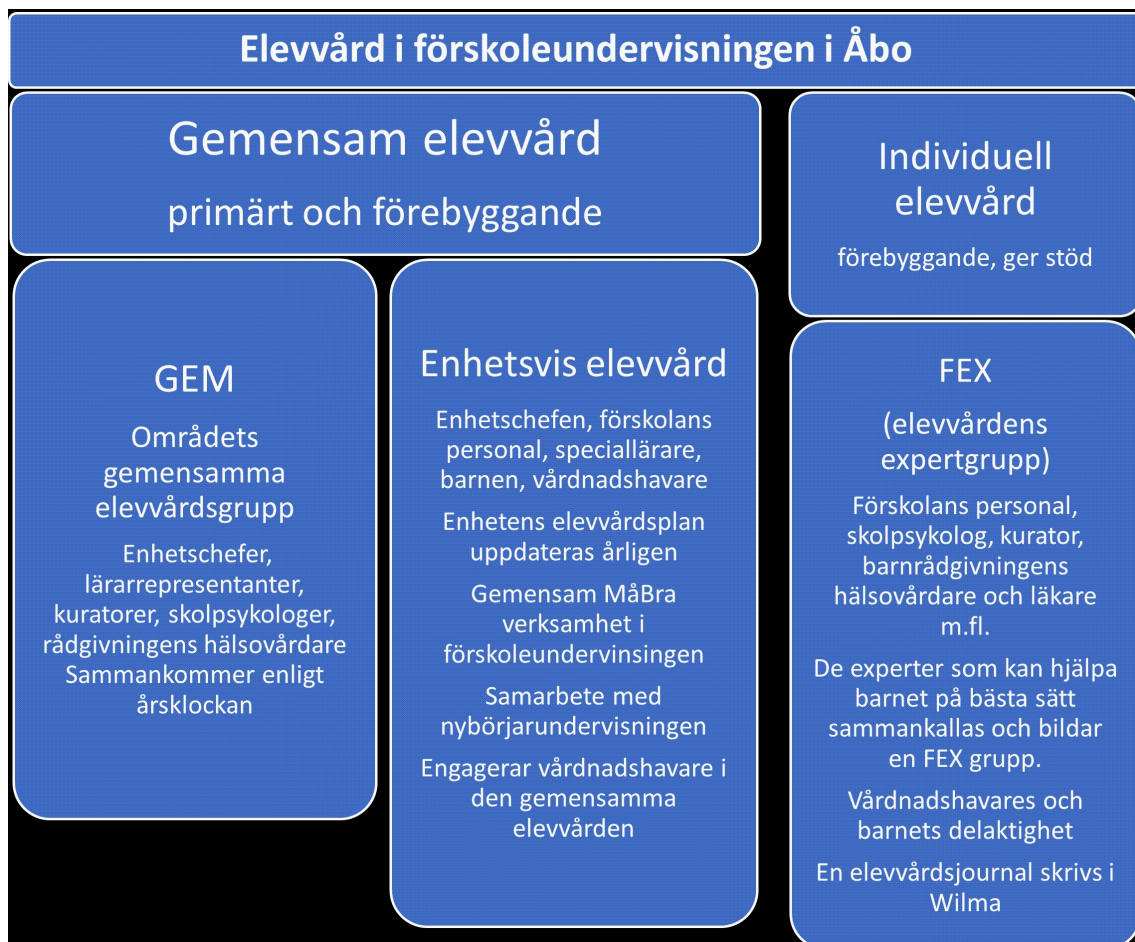 Elevvård i förskoleundervisningen i Åbo
Gemensam elevvård
primärt och förebyggande
Individuell
elevvård
förebyggande, ger stöd
GEM
Områdets
gemensamma
elevvårdsgrupp
Enhetschefer,
lärarrepresentanter,
kuratorer, skolpsykologer,
rådgivningens hälsovårdare
Sammankommer enligt
årsklockan
Enhetsvis elevvård
Enhetschefen, förskolans
personal, speciallärare,
barnen, vårdnadshavare
Enhetens elevvårdsplan
uppdateras årligen
Gemensam MåBra
verksamhet i
förskoleundervinsingen
Samarbete med
nybörjarundervisningen
Engagerar vårdnadshavare i
den gemensamma
elevvården
FEX
(elevvårdens
expertgrupp)
Förskolans personal,
skolpsykolog, kurator,
barnrådgivningens
hälsovårdare och läkare
m.fl.
De experter som kan hjälpa
barnet på bästa sätt
sammankallas och bildar
en FEX grupp.
Vårdnadshavares och
barnets delaktighet
En elevvårdsjournal skrivs i
Wilma